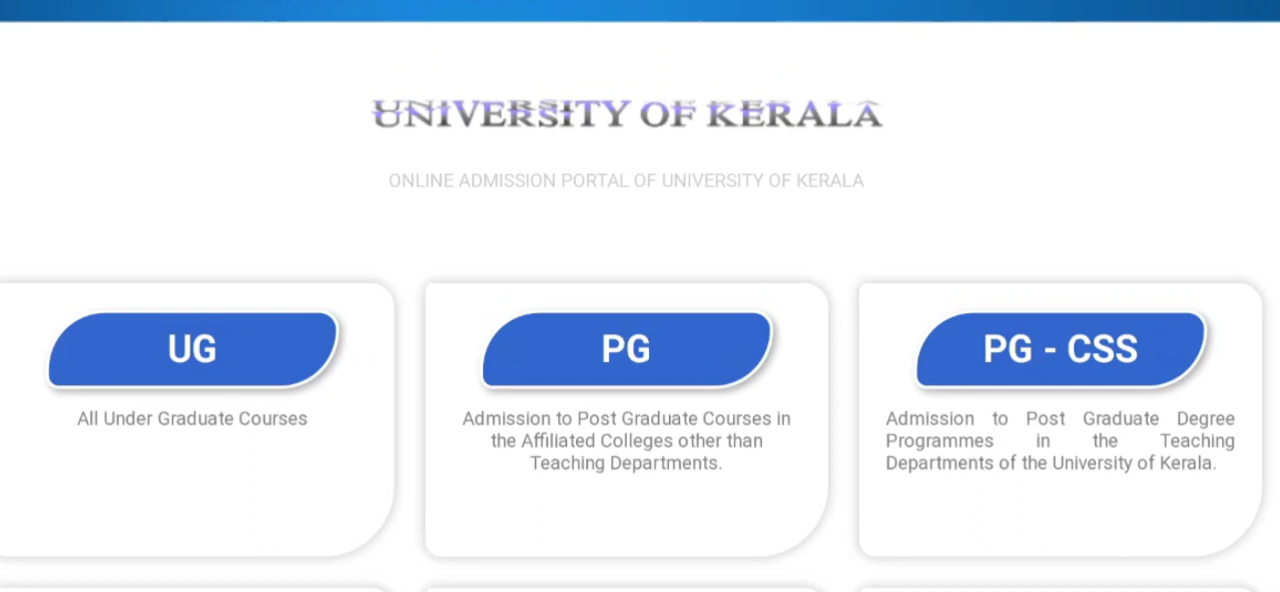 UNIVERSITY OF KERALA
ONLINE ADMISSION PORTAL OF UNIVERSITY OF KERALA
UG
All Under Graduate Courses
PG
Admission to Post Graduate Courses in
the Affiliated Colleges other than
Teaching Departments.
PG - CSS
Admission to Post Graduate Degree
Programmes in the Teaching
Departments of the University of Kerala.